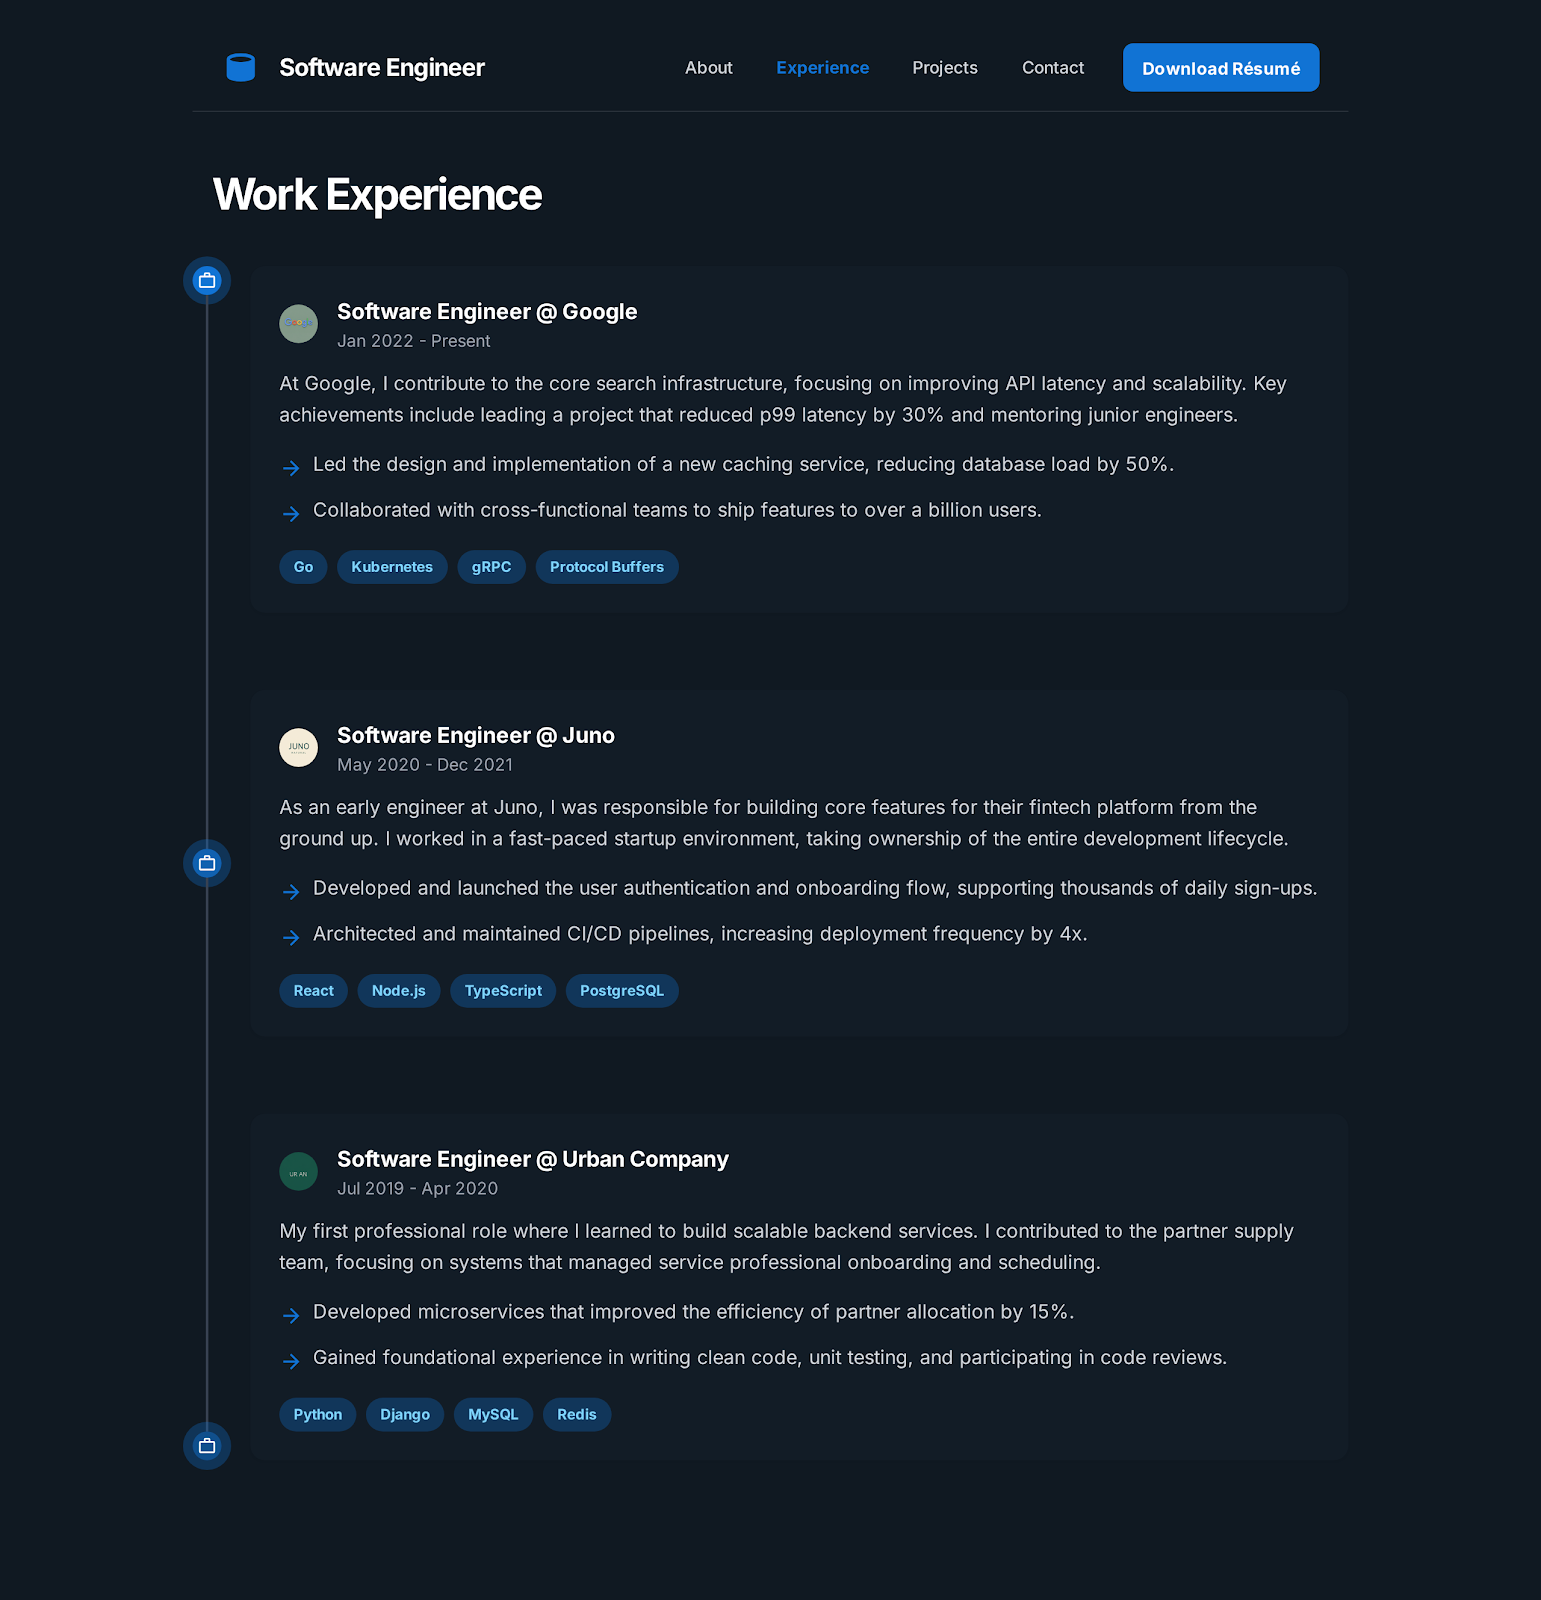 Software Engineer
About
Experience
Projects
Contact
Download Résumé
Work Experience
Google
Software Engineer @ Google
Jan 2022 - Present
At Google, I contribute to the core search infrastructure, focusing on improving API latency and scalability. Key
achievements include leading a project that reduced p99 latency by 30% and mentoring junior engineers.
Led the design and implementation of a new caching service, reducing database load by 50%.
Collaborated with cross-functional teams to ship features to over a billion users.
Go
Kubernetes
gRPC
Protocol Buffers
JUNO
Software Engineer @ Juno
May 2020 - Dec 2021
As an early engineer at Juno, I was responsible for building core features for their fintech platform from the
ground up. I worked in a fast-paced startup environment, taking ownership of the entire development lifecycle.
Developed and launched the user authentication and onboarding flow, supporting thousands of daily sign-ups.
Architected and maintained CI/CD pipelines, increasing deployment frequency by 4x.
React
Node.js
TypeScript
PostgreSQL
UR AN
Software Engineer @ Urban Company
Jul 2019 - Apr 2020
My first professional role where I learned to build scalable backend services. I contributed to the partner supply
team, focusing on systems that managed service professional onboarding and scheduling.
Developed microservices that improved the efficiency of partner allocation by 15%.
Gained foundational experience in writing clean code, unit testing, and participating in code reviews.
Python
Django
MySQL
Redis